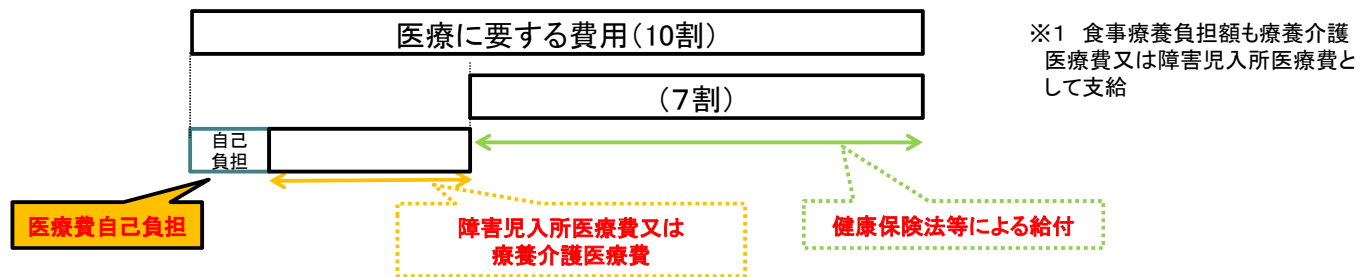 医療に要する費用(10割)
※1 食事療養負担額も療養介護
医療費又は障害児入所医療費と
して支給
(7割)
自己
負担
医療費自己負担
障害児入所医療費又は
療養介護医療費
健康保険法等による給付